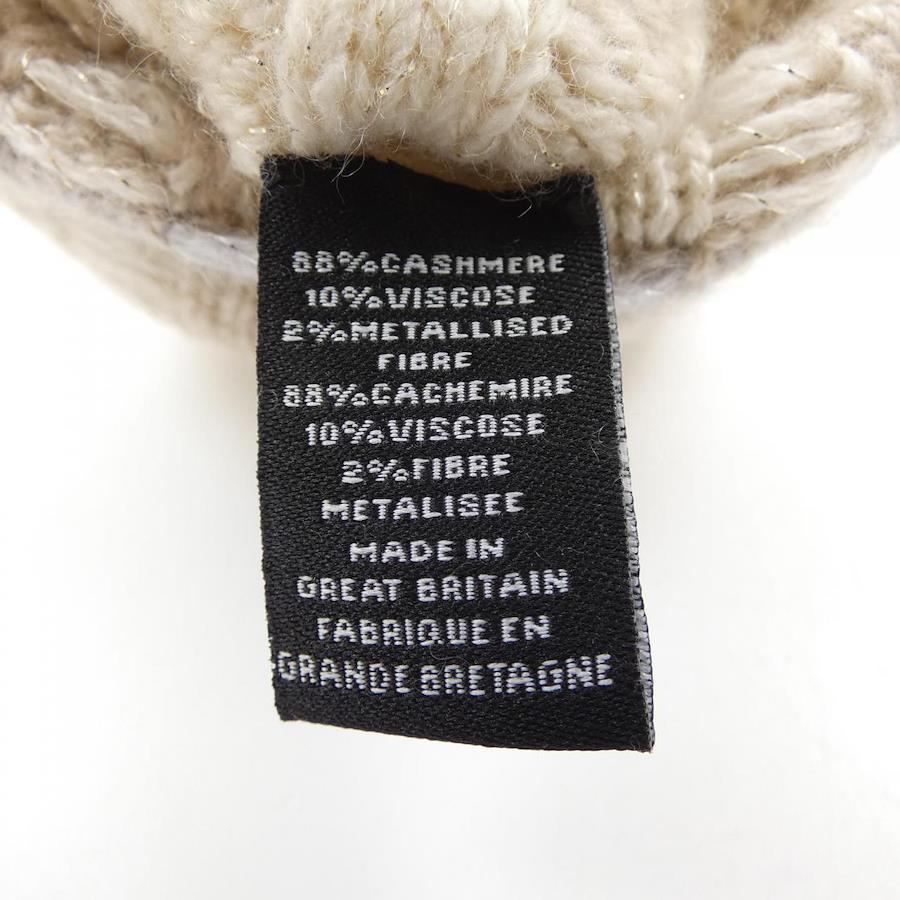 88%CASHMERE
10%VISCOSE
2%METALLISED
FIBRE
88%CACHEMIRE
10%VISCOSE
2%FIBRE
METALISEE
MADE IN
GREAT BRITAIN
FABRIQUE EN
GRANDE BRETAGNE